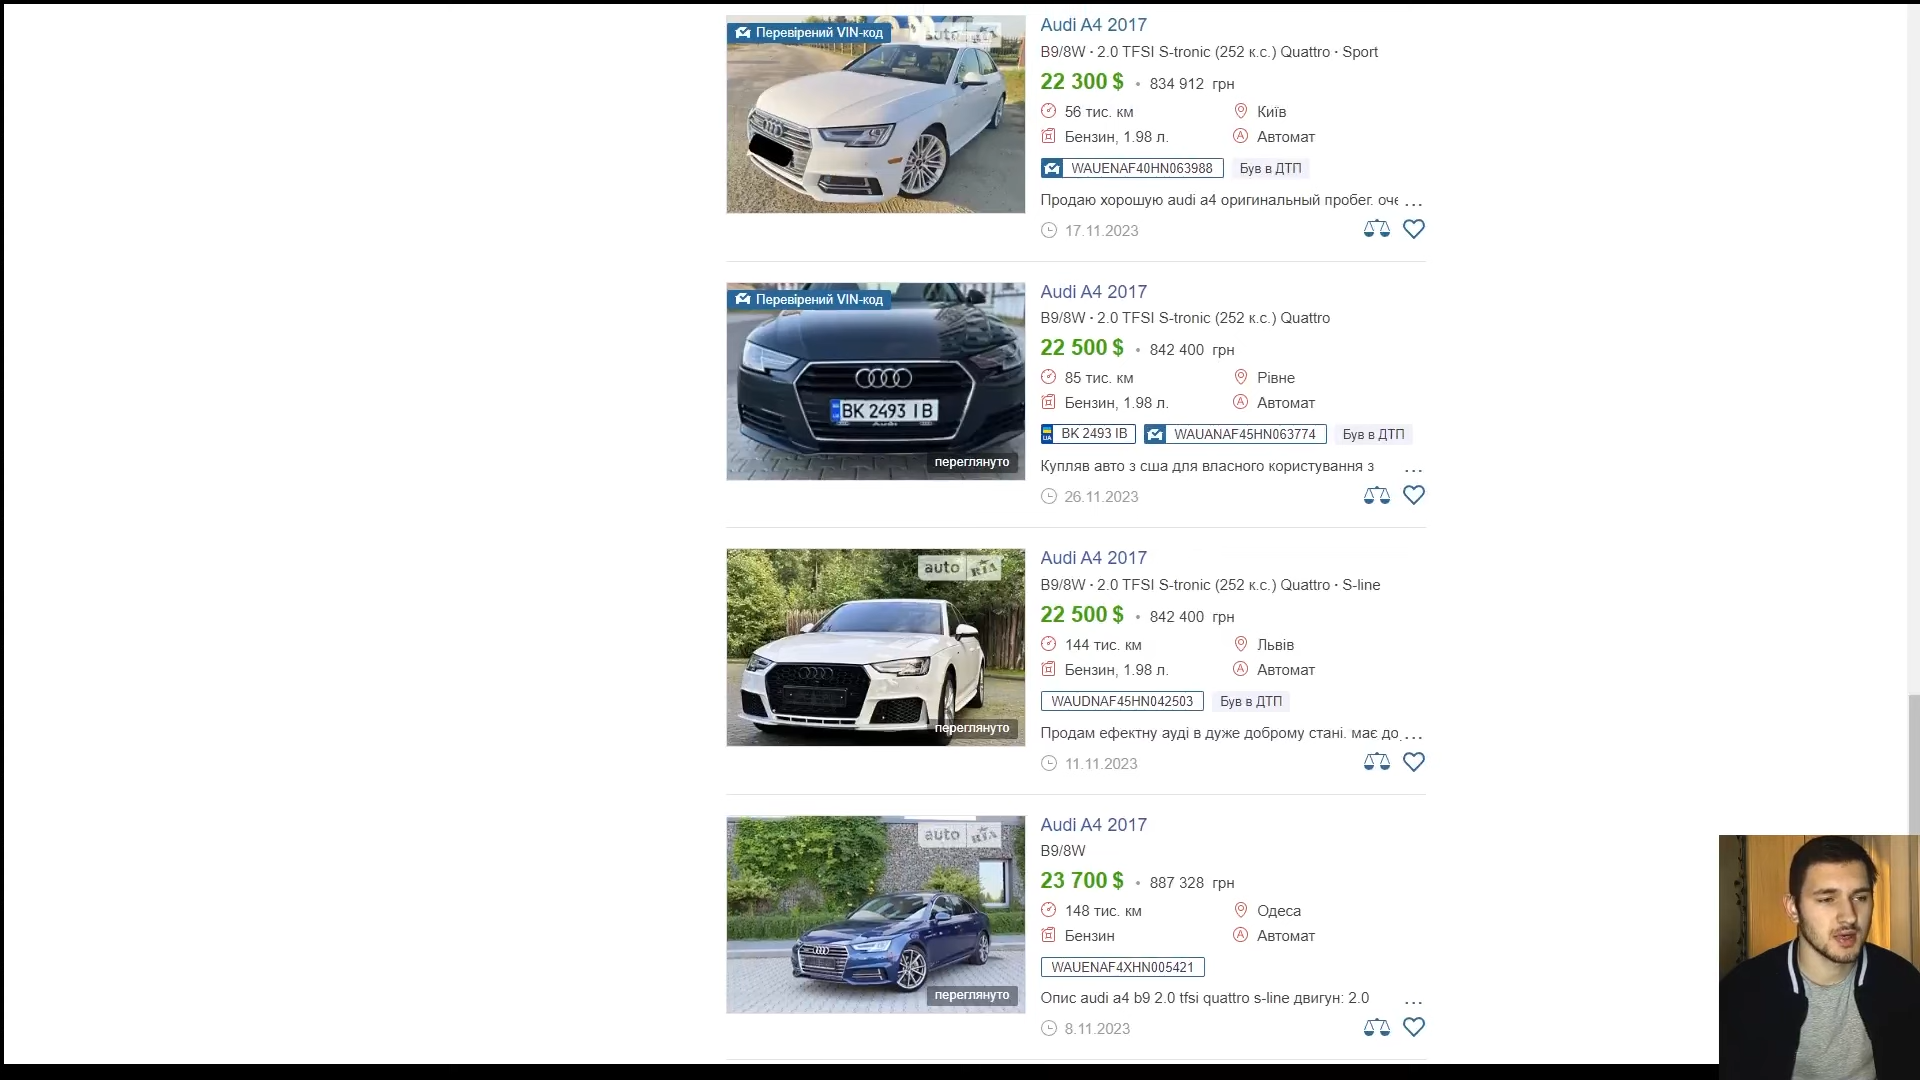 Перевірений VIN-код
auto RIA
Audi A4 2017
B9/8W · 2.0 TFSI S-tronic (252 к.с.) Quattro · Sport
22 300 $ • 834 912 грн
56 тис. км
Київ
Бензин, 1.98 л.
Автомат
WAUENAF40HN063988
Був в ДТП
Продаю хорошую audi a4 оригинальный пробег. оче ...
17.11.2023
Перевірений VIN-код
BK 2493 IB
переглянуто
Audi A4 2017
B9/8W · 2.0 TFSI S-tronic (252 к.с.) Quattro
22 500 $ • 842 400 грн
85 тис. км
Рівне
Бензин, 1.98 л.
Автомат
UA BK 2493 IB
WAUANAF45HN063774
Був в ДТП
Купляв авто з сша для власного користування з ...
26.11.2023
auto RIA
переглянуто
Audi A4 2017
B9/8W · 2.0 TFSI S-tronic (252 к.с.) Quattro · S-line
22 500 $ • 842 400 грн
144 тис. км
Львів
Бензин, 1.98 л.
Автомат
WAUDNAF45HN042503
Був в ДТП
Продам ефектну ауді в дуже доброму стані. має до ...
11.11.2023
auto RIA
переглянуто
Audi A4 2017
B9/8W
23 700 $ • 887 328 грн
148 тис. км
Одеса
Бензин
Автомат
WAUENAF4XHN005421
Опис audi a4 b9 2.0 tfsi quattro s-line двигун: 2.0 ...
8.11.2023